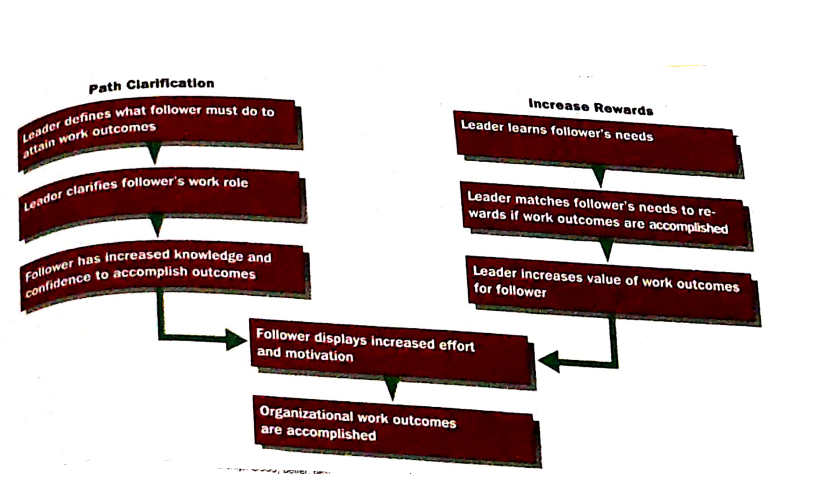 Path Clarification
Leader defines what follower must do to
attain work outcomes
Leader clarifies follower's work role
Follower has increased knowledge and
confidence to accomplish outcomes
Increase Rewards
Leader learns follower's needs
Leader matches follower's needs to re-
wards if work outcomes are accomplished
Leader increases value of work outcomes
for follower
Follower displays increased effort
and motivation
Organizational work outcomes
are accomplished